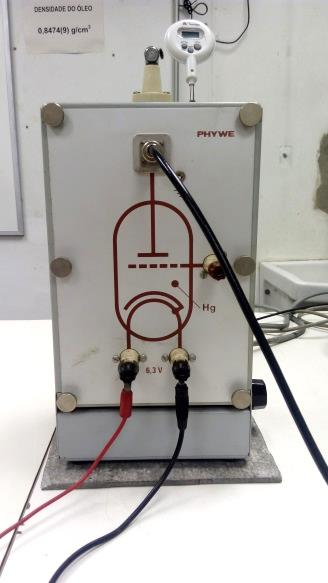 DENSIDADE DO ÓLEO
0,8474(9) g/cm³
PHYWE
Hg
6,3 V